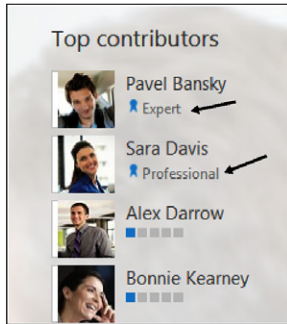 Top contributors
Pavel Bansky
Expert
Sara Davis
Professional
Alex Darrow
Bonnie Kearney